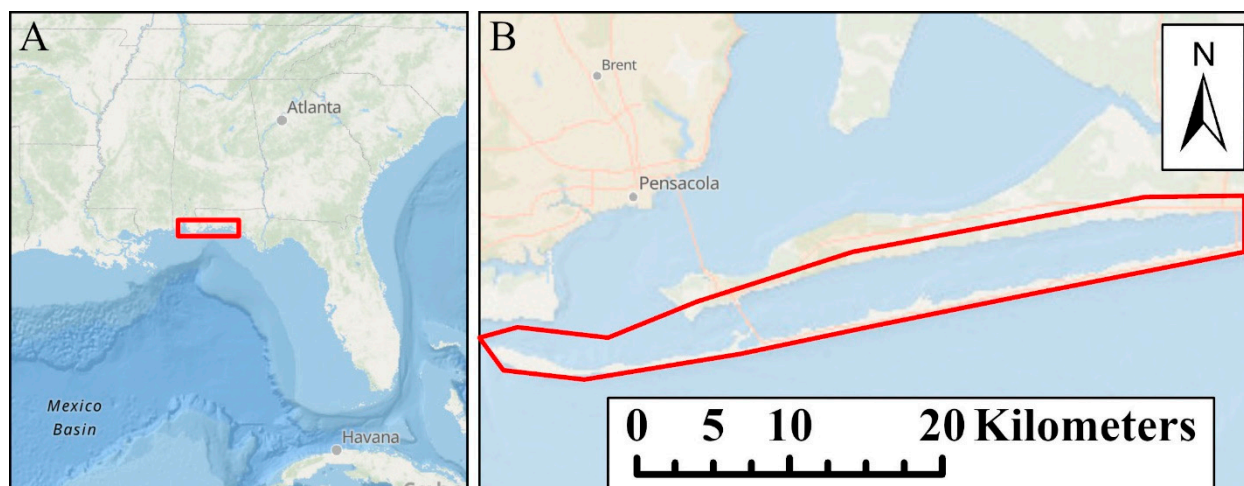 A
Atlanta
Mexico
Basin
Havana
B
Brent
Pensacola
N
0 5 10 20 Kilometers